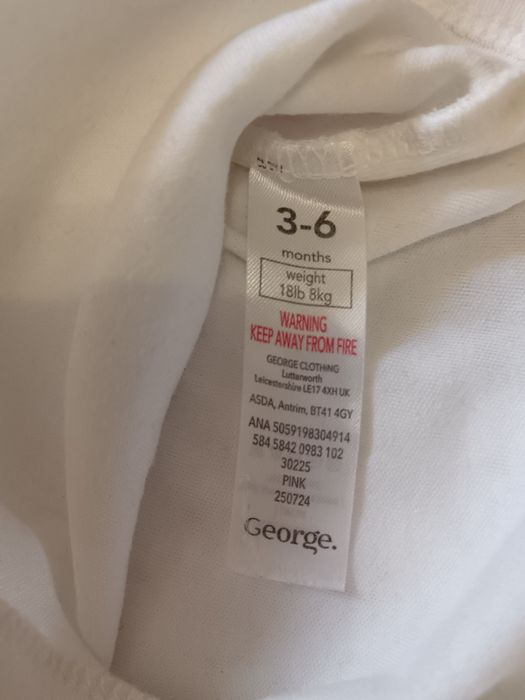 3-6
months
weight
18lb 8kg
WARNING
KEEP AWAY FROM FIRE
GEORGE CLOTHING
Lutterworth
Leicestershire LE17 4XH UK
ASDA, Antrim, BT41 4GY
ANA 5059198304914
584 5842 0983 102
30225
PINK
250724
George.